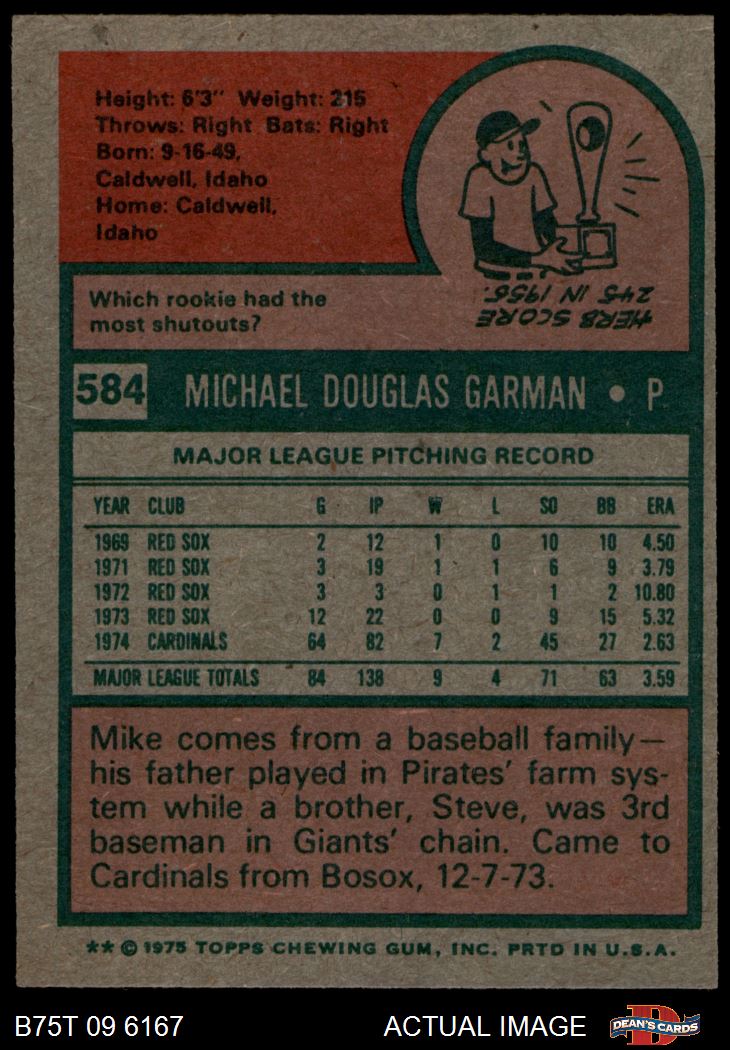 Height: 6'3" Weight: 215
Throws: Right Bats: Right
Born: 9-16-49,
Caldwell, Idaho
Home: Caldwell,
Idaho
Which rookie had the
most shutouts?
HERB SCORE
245 IN 1955.
584 MICHAEL DOUGLAS GARMAN • P
MAJOR LEAGUE PITCHING RECORD
YEAR CLUB G IP W L SO BB ERA
1969 RED SOX 2 12 1 0 10 10 4.50
1971 RED SOX 3 19 1 1 6 9 3.79
1972 RED SOX 3 3 0 1 1 2 10.80
1973 RED SOX 12 22 0 0 9 15 5.32
1974 CARDINALS 64 82 7 2 45 27 2.63
MAJOR LEAGUE TOTALS 84 138 9 4 71 63 3.59
Mike comes from a baseball family—
his father played in Pirates' farm sys-
tem while a brother, Steve, was 3rd
baseman in Giants' chain. Came to
Cardinals from Bosox, 12-7-73.
** © 1975 TOPPS CHEWING GUM, INC. PRTD IN U.S.A.
B75T 09 6167 ACTUAL IMAGE DEAN'S CARDS